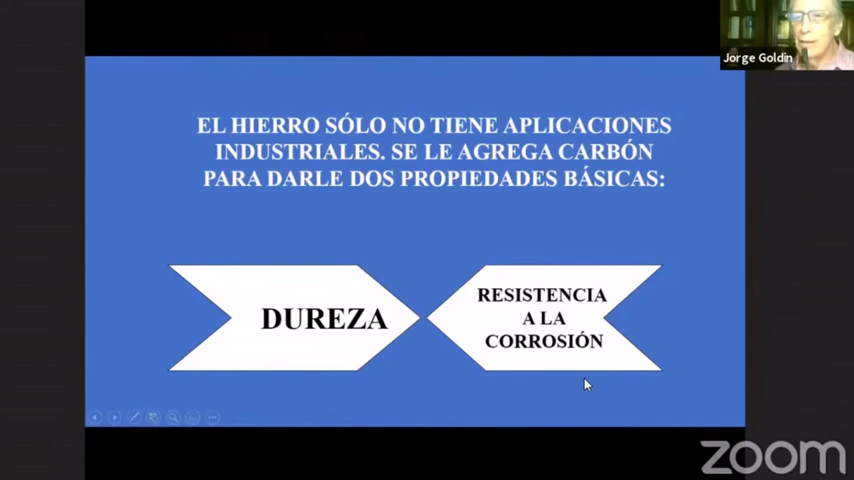 Jorge Goldin
EL HIERRO SÓLO NO TIENE APLICACIONES
INDUSTRIALES. SE LE AGREGA CARBÓN
PARA DARLE DOS PROPIEDADES BÁSICAS:
DUREZA
RESISTENCIA
A LA
CORROSIÓN
zoom